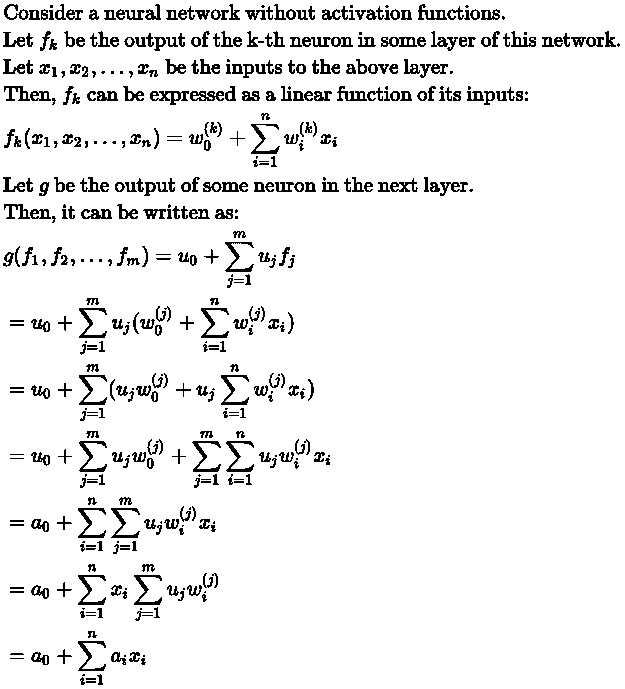 Consider a neural network without activation functions.
Let $f_k$ be the output of the k-th neuron in some layer of this network.
Let $x_1, x_2, \ldots, x_n$ be the inputs to the above layer.
Then, $f_k$ can be expressed as a linear function of its inputs:
$f_k(x_1, x_2, \ldots, x_n) = w_0^{(k)} + \sum_{i=1}^{n} w_i^{(k)} x_i$
Let $g$ be the output of some neuron in the next layer.
Then, it can be written as:
$g(f_1, f_2, \ldots, f_m) = u_0 + \sum_{j=1}^{m} u_j f_j$
$= u_0 + \sum_{j=1}^{m} u_j (w_0^{(j)} + \sum_{i=1}^{n} w_i^{(j)} x_i)$
$= u_0 + \sum_{j=1}^{m} (u_j w_0^{(j)} + u_j \sum_{i=1}^{n} w_i^{(j)} x_i)$
$= u_0 + \sum_{j=1}^{m} u_j w_0^{(j)} + \sum_{j=1}^{m} \sum_{i=1}^{n} u_j w_i^{(j)} x_i$
$= a_0 + \sum_{i=1}^{n} \sum_{j=1}^{m} u_j w_i^{(j)} x_i$
$= a_0 + \sum_{i=1}^{n} x_i \sum_{j=1}^{m} u_j w_i^{(j)}$
$= a_0 + \sum_{i=1}^{n} a_i x_i$